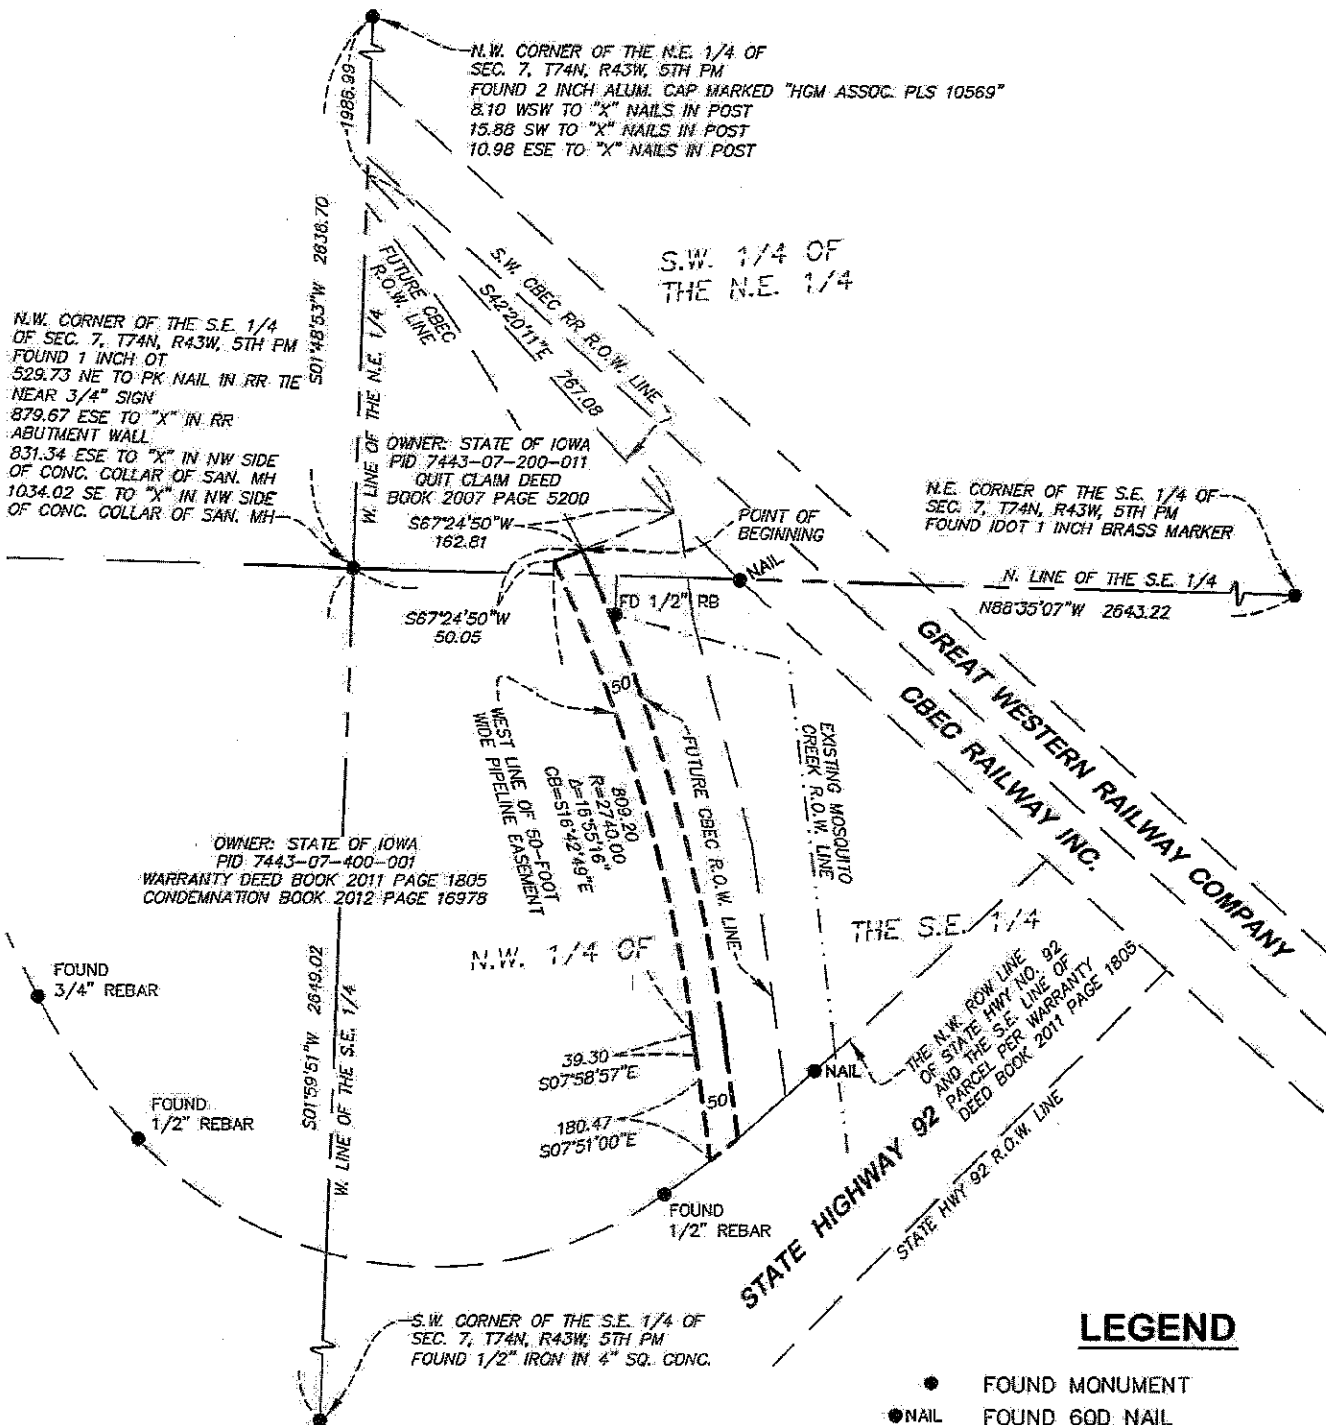 N.W. CORNER OF THE N.E. 1/4 OF
SEC. 7, T74N, R43W, 5TH PM
FOUND 2 INCH ALUM. CAP MARKED "HGM ASSOC. PLS 10569"
8.10 WSW TO "X" NAILS IN POST
15.88 SW TO "X" NAILS IN POST
10.98 ESE TO "X" NAILS IN POST
1986.99
S01°48'53"W 2638.70
W. LINE OF THE N.E. 1/4
FUTURE CBEC
R.O.W. LINE
S.W. CBEC RR R.O.W. LINE
S42°20'11"E 767.08
S.W. 1/4 OF
THE N.E. 1/4
N.W. CORNER OF THE S.E. 1/4
OF SEC. 7, T74N, R43W, 5TH PM
FOUND 1 INCH OT
529.73 NE TO PK NAIL IN RR TIE
NEAR 3/4" SIGN
879.67 ESE TO "X" IN RR
ABUTMENT WALL
831.34 ESE TO "X" IN NW SIDE
OF CONC. COLLAR OF SAN. MH
1034.02 SE TO "X" IN NW SIDE
OF CONC. COLLAR OF SAN. MH
OWNER: STATE OF IOWA
PID 7443-07-200-011
QUIT CLAIM DEED
BOOK 2007 PAGE 5200
S67°24'50"W
162.81
POINT OF
BEGINNING
N.E. CORNER OF THE S.E. 1/4 OF
SEC. 7, T74N, R43W, 5TH PM
FOUND IDOT 1 INCH BRASS MARKER
NAIL
N. LINE OF THE S.E. 1/4
N88°35'07"W 2643.22
S67°24'50"W
50.05
FD 1/2" RB
50
WEST LINE OF 50-FOOT
WIDE PIPELINE EASEMENT
809.20
R=2740.00
Δ=16°55'16"
CB=S16°42'49"E
FUTURE CBEC R.O.W. LINE
EXISTING MOSQUITO
CREEK R.O.W. LINE
GREAT WESTERN RAILWAY COMPANY
CBEC RAILWAY INC.
OWNER: STATE OF IOWA
PID 7443-07-400-001
WARRANTY DEED BOOK 2011 PAGE 1805
CONDEMNATION BOOK 2012 PAGE 16978
N.W. 1/4 OF
THE S.E. 1/4
FOUND
3/4" REBAR
S01°59'51"W 2649.02
W. LINE OF THE S.E. 1/4
39.30
S07°58'57"E
THE N.W. ROW LINE
OF STATE HWY NO. 92
AND THE S.E. LINE OF
PARCEL PER WARRANTY
DEED BOOK 2011 PAGE 1805
NAIL
FOUND
1/2" REBAR
180.47
S07°51'00"E
50
FOUND
1/2" REBAR
STATE HIGHWAY 92
STATE HWY 92 R.O.W. LINE
S.W. CORNER OF THE S.E. 1/4 OF
SEC. 7, T74N, R43W, 5TH PM
FOUND 1/2" IRON IN 4" SQ. CONC.
LEGEND
FOUND MONUMENT
NAIL FOUND 60D NAIL